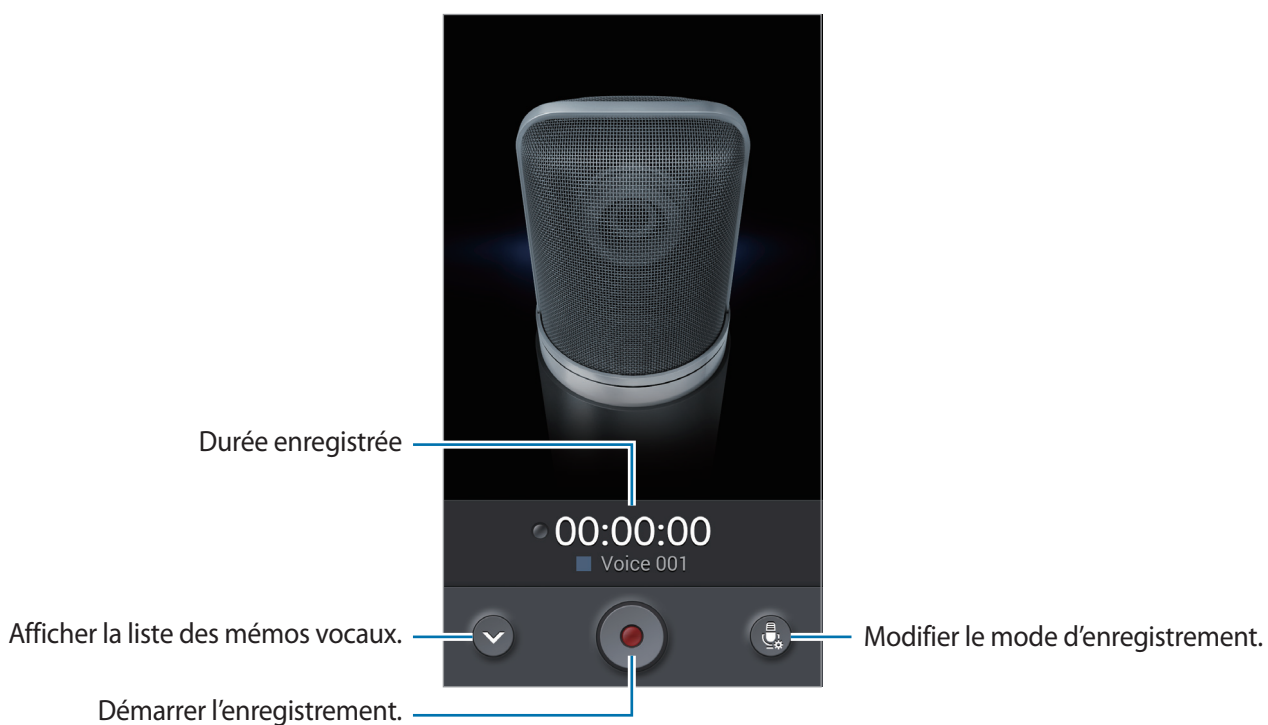 Durée enregistrée
00:00:00
Voice 001
Afficher la liste des mémos vocaux.
Modifier le mode d’enregistrement.
Démarrer l’enregistrement.